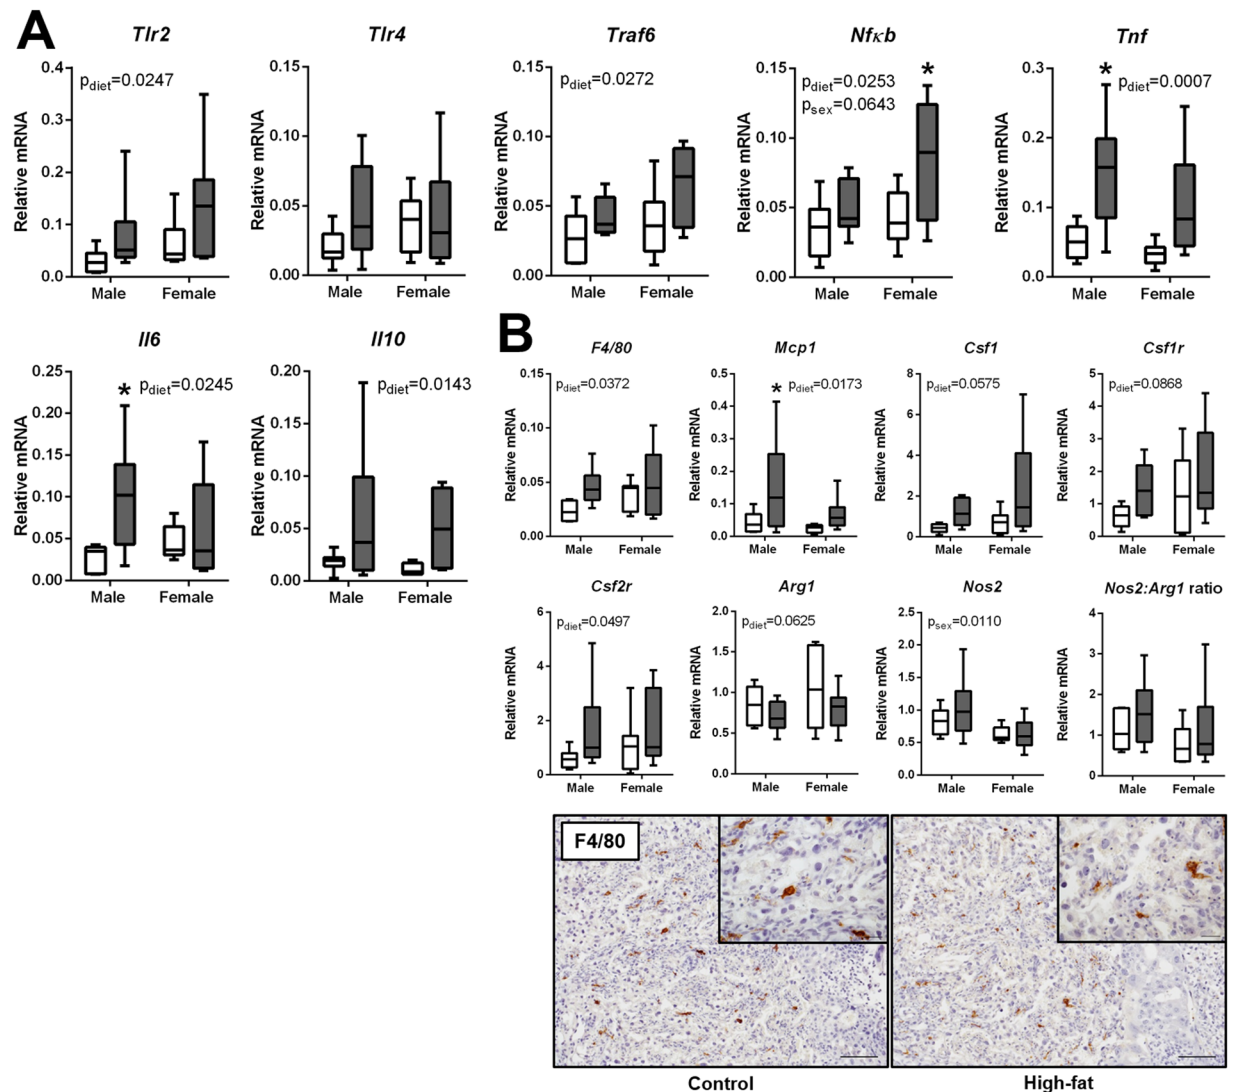 A
Tlr2
Tlr4
Traf6
Nfκb
Tnf
Relative mRNA
0.4
0.3
0.2
0.1
0.0
pdiet=0.0247
Male Female
Relative mRNA
0.15
0.10
0.05
0.00
Male Female
Relative mRNA
0.15
0.10
0.05
0.00
pdiet=0.0272
Male Female
Relative mRNA
0.15
0.10
0.05
0.00
pdiet=0.0253
psex=0.0643
*
Male Female
Relative mRNA
0.3
0.2
0.1
0.0
*
pdiet=0.0007
Male Female
Il6
Relative mRNA
0.25
0.20
0.15
0.10
0.05
0.00
*
pdiet=0.0245
Male Female
Il10
Relative mRNA
0.20
0.15
0.10
0.05
0.00
pdiet=0.0143
Male Female
B
F4/80
Relative mRNA
0.15
0.10
0.05
0.00
pdiet=0.0372
Male Female
Mcp1
Relative mRNA
0.5
0.4
0.3
0.2
0.1
0.0
*
pdiet=0.0173
Male Female
Csf1
Relative mRNA
8
6
4
2
0
pdiet=0.0575
Male Female
Csf1r
Relative mRNA
5
4
3
2
1
0
pdiet=0.0868
Male Female
Csf2r
Relative mRNA
6
4
2
0
pdiet=0.0497
Male Female
Arg1
Relative mRNA
2.0
1.5
1.0
0.5
0.0
pdiet=0.0625
Male Female
Nos2
Relative mRNA
2.5
2.0
1.5
1.0
0.5
0.0
psex=0.0110
Male Female
Nos2:Arg1 ratio
Relative mRNA
4
3
2
1
0
Male Female
F4/80
Control
High-fat